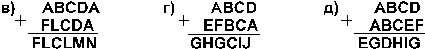 в) ABCDA г) ABCD д) ABCD
+ FLCDA + EFBCA + ABCEF
FLCLMN GHGCIJ EGDHIG